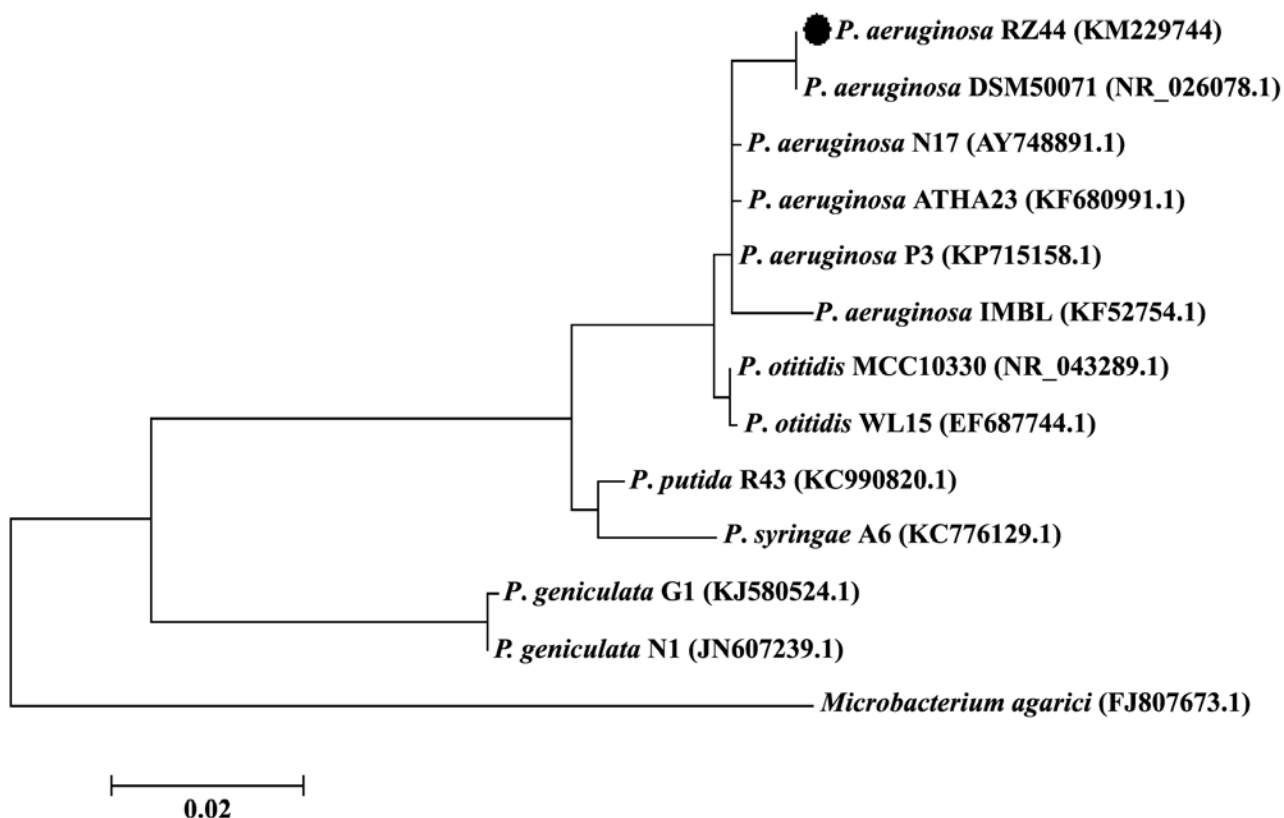 P. aeruginosa RZ44 (KM229744)
P. aeruginosa DSM50071 (NR_026078.1)
P. aeruginosa N17 (AY748891.1)
P. aeruginosa ATHA23 (KF680991.1)
P. aeruginosa P3 (KP715158.1)
P. aeruginosa IMBL (KF52754.1)
P. otitidis MCC10330 (NR_043289.1)
P. otitidis WL15 (EF687744.1)
P. putida R43 (KC990820.1)
P. syringae A6 (KC776129.1)
P. geniculata G1 (KJ580524.1)
P. geniculata N1 (JN607239.1)
Microbacterium agarici (FJ807673.1)
0.02